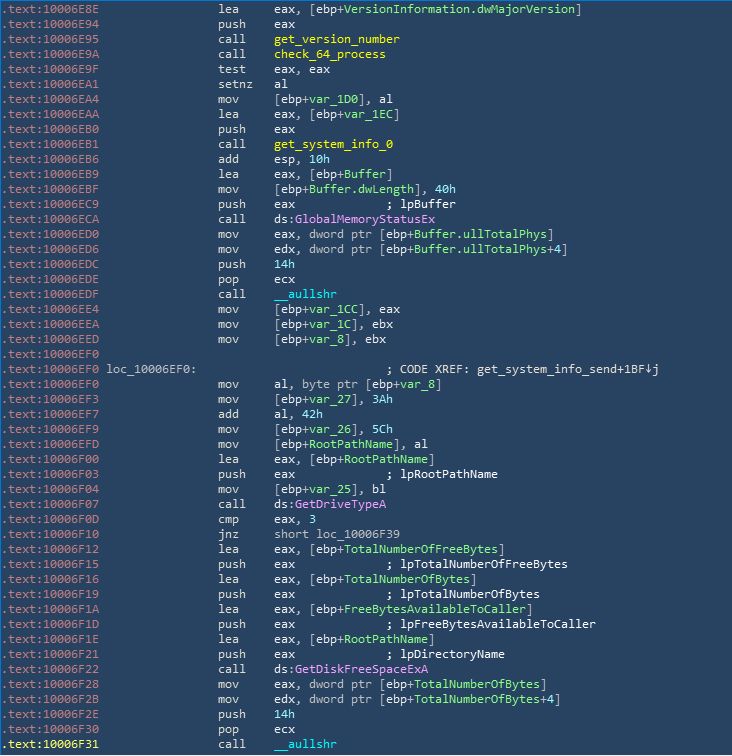 .text:10006E8E lea eax, [ebp+VersionInformation.dwMajorVersion]
.text:10006E94 push eax
.text:10006E95 call get_version_number
.text:10006E9A call check_64_process
.text:10006E9F test eax, eax
.text:10006EA1 setnz al
.text:10006EA4 mov [ebp+var_1D0], al
.text:10006EAA lea eax, [ebp+var_1EC]
.text:10006EB0 push eax
.text:10006EB1 call get_system_info_0
.text:10006EB6 add esp, 10h
.text:10006EB9 lea eax, [ebp+Buffer]
.text:10006EBF mov [ebp+Buffer.dwLength], 40h
.text:10006EC9 push eax ; lpBuffer
.text:10006ECA call ds:GlobalMemoryStatusEx
.text:10006ED0 mov eax, dword ptr [ebp+Buffer.ullTotalPhys]
.text:10006ED6 mov edx, dword ptr [ebp+Buffer.ullTotalPhys+4]
.text:10006EDC push 14h
.text:10006EDE pop ecx
.text:10006EDF call __aullshr
.text:10006EE4 mov [ebp+var_1CC], eax
.text:10006EEA mov [ebp+var_1C], ebx
.text:10006EED mov [ebp+var_8], ebx
.text:10006EF0
.text:10006EF0 loc_10006EF0: ; CODE XREF: get_system_info_send+1BF↓j
.text:10006EF0 mov al, byte ptr [ebp+var_8]
.text:10006EF3 mov [ebp+var_27], 3Ah
.text:10006EF7 add al, 42h
.text:10006EF9 mov [ebp+var_26], 5Ch
.text:10006EFD mov [ebp+RootPathName], al
.text:10006F00 lea eax, [ebp+RootPathName]
.text:10006F03 push eax ; lpRootPathName
.text:10006F04 mov [ebp+var_25], bl
.text:10006F07 call ds:GetDriveTypeA
.text:10006F0D cmp eax, 3
.text:10006F10 jnz short loc_10006F39
.text:10006F12 lea eax, [ebp+TotalNumberOfFreeBytes]
.text:10006F15 push eax ; lpTotalNumberOfFreeBytes
.text:10006F16 lea eax, [ebp+TotalNumberOfBytes]
.text:10006F19 push eax ; lpTotalNumberOfBytes
.text:10006F1A lea eax, [ebp+FreeBytesAvailableToCaller]
.text:10006F1D push eax ; lpFreeBytesAvailableToCaller
.text:10006F1E lea eax, [ebp+RootPathName]
.text:10006F21 push eax ; lpDirectoryName
.text:10006F22 call ds:GetDiskFreeSpaceExA
.text:10006F28 mov eax, dword ptr [ebp+TotalNumberOfBytes]
.text:10006F2B mov edx, dword ptr [ebp+TotalNumberOfBytes+4]
.text:10006F2E push 14h
.text:10006F30 pop ecx
.text:10006F31 call __aullshr